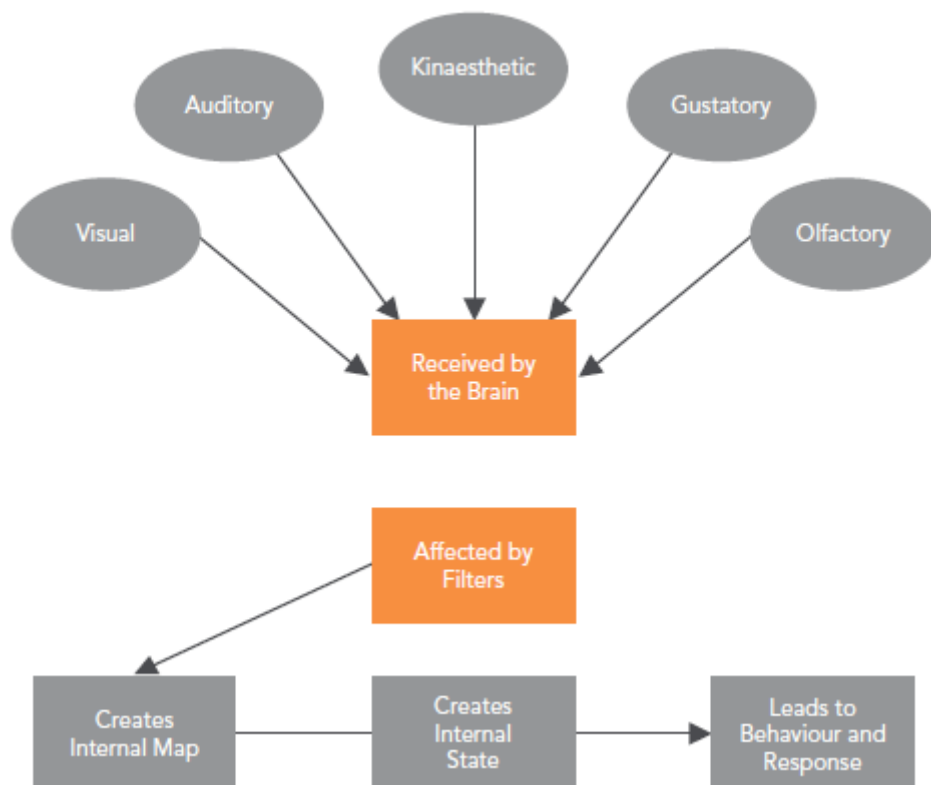 Kinaesthetic
Auditory
Gustatory
Visual
Olfactory
Received by
the Brain
Affected by
Filters
Creates
Internal Map
Creates
Internal
State
Leads to
Behaviour and
Response